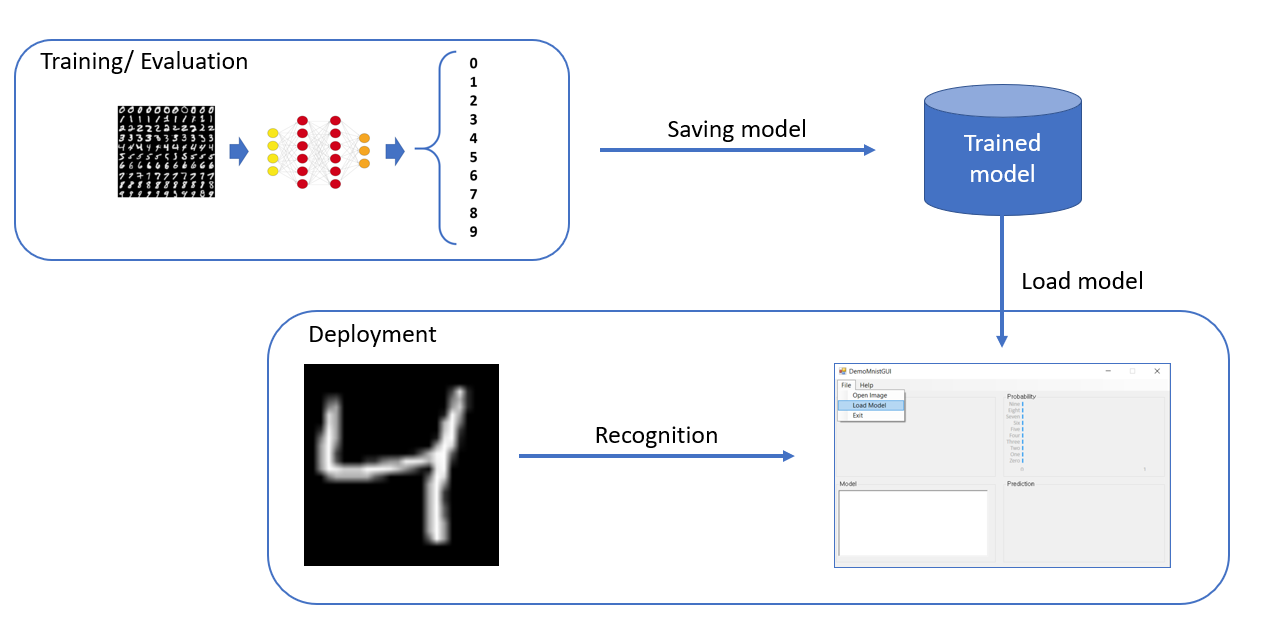 Training/ Evaluation
0
1
2
3
4
5
6
7
8
9
Saving model
Trained
model
Load model
Deployment
Recognition
DemoMnistGUI
File Help
Open Image
Load Model
Exit
Probability
Nine
Eight
Seven
Six
Five
Four
Three
Two
One
Zero
Model
Prediction